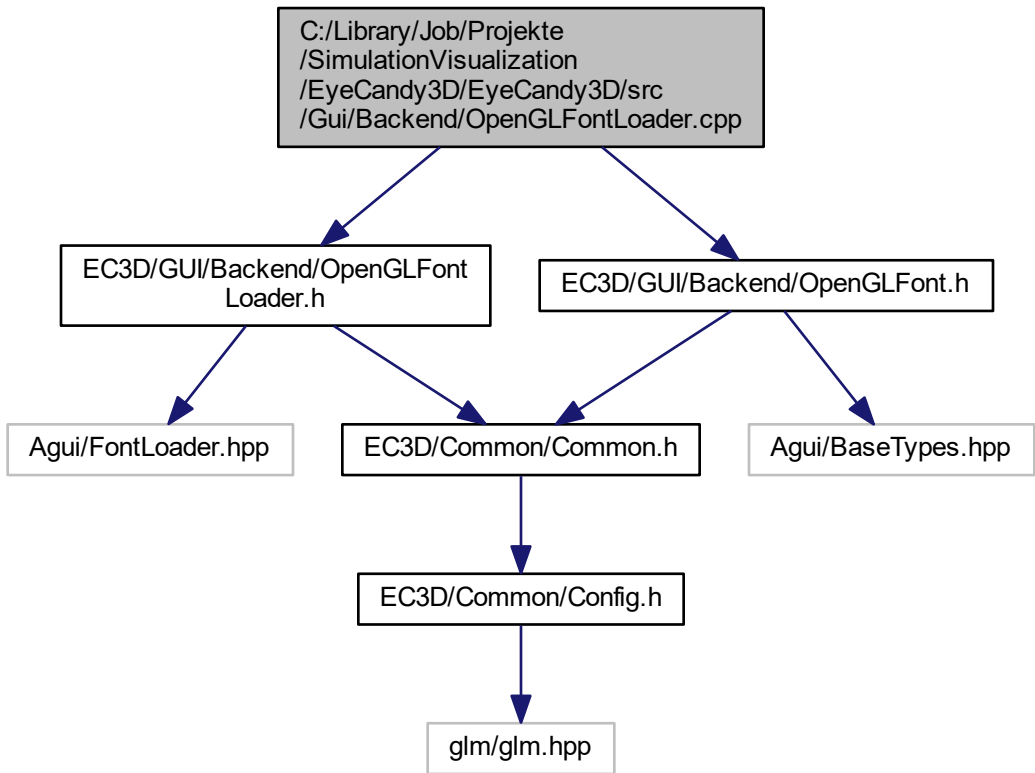 C:/Library/Job/Projekte
/SimulationVisualization
/EyeCandy3D/EyeCandy3D/src
/Gui/Backend/OpenGLFontLoader.cpp
EC3D/GUI/Backend/OpenGLFont
Loader.h
EC3D/GUI/Backend/OpenGLFont.h
Agui/FontLoader.hpp
EC3D/Common/Common.h
Agui/BaseTypes.hpp
EC3D/Common/Config.h
glm/glm.hpp